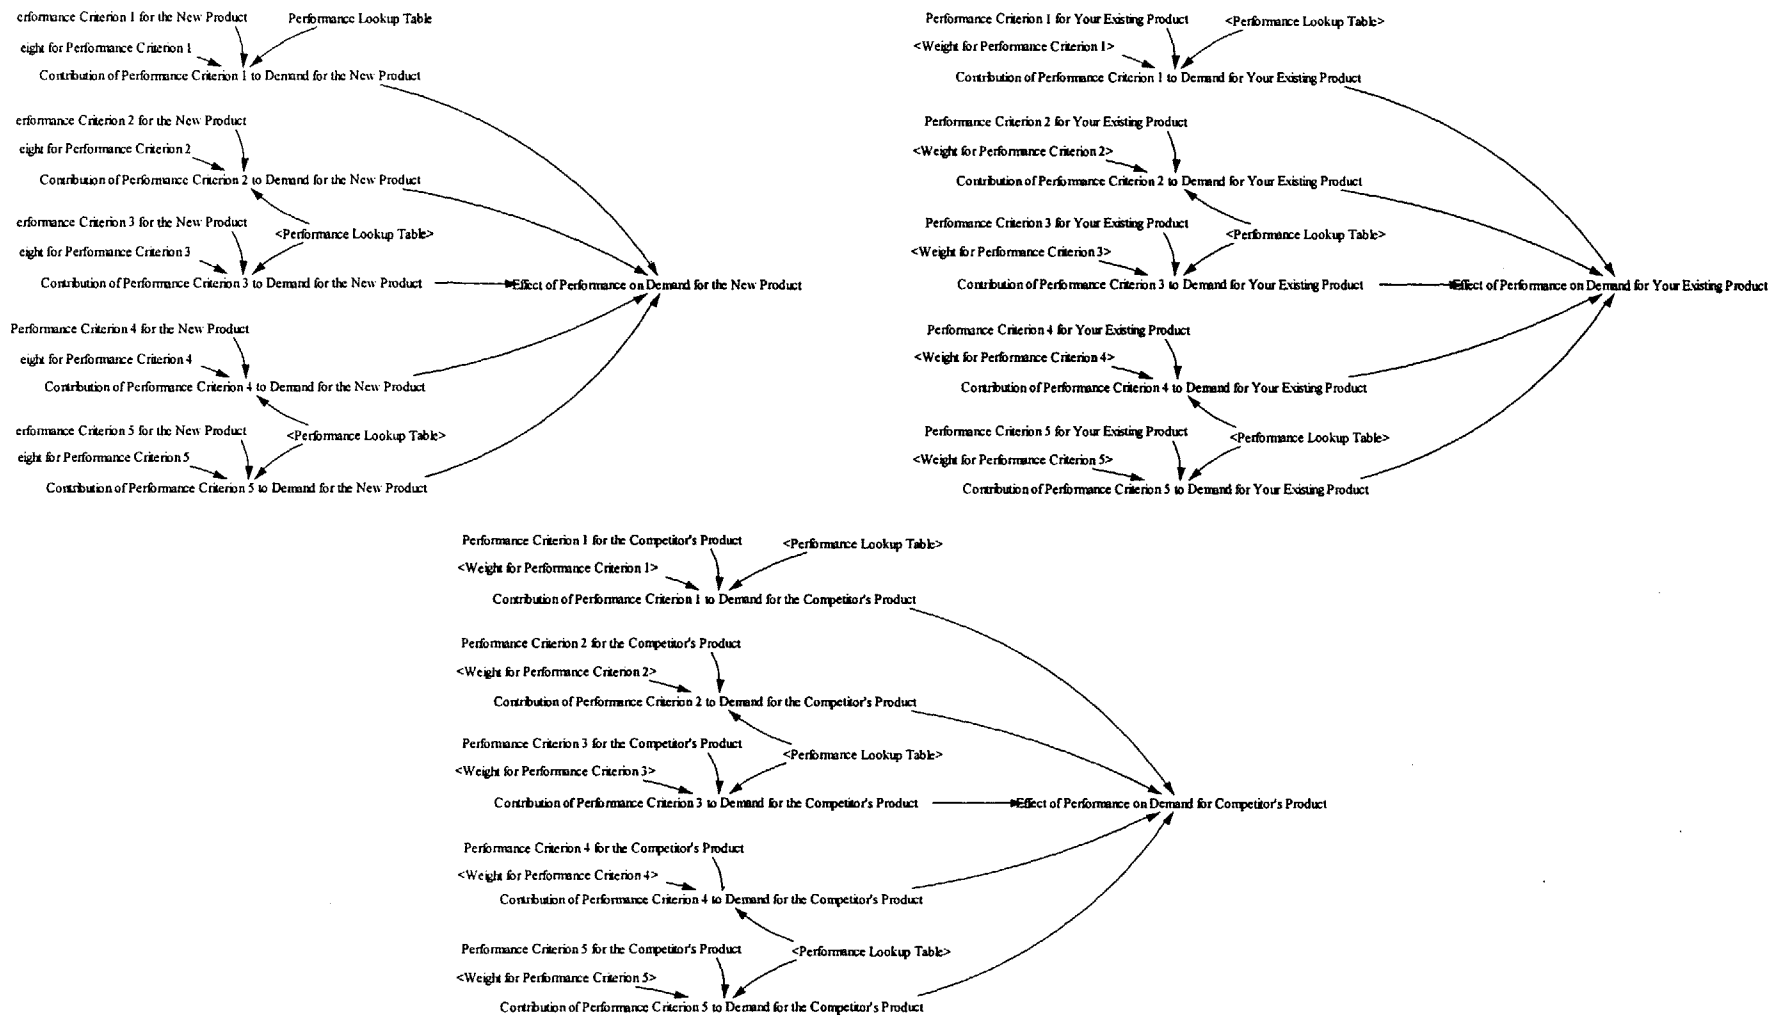 erformance Criterion 1 for the New Product
Performance Lookup Table
eight for Performance Criterion 1
Contribution of Performance Criterion 1 to Demand for the New Product
erformance Criterion 2 for the New Product
eight for Performance Criterion 2
Contribution of Performance Criterion 2 to Demand for the New Product
erformance Criterion 3 for the New Product
<Performance Lookup Table>
eight for Performance Criterion 3
Contribution of Performance Criterion 3 to Demand for the New Product
Effect of Performance on Demand for the New Product
Performance Criterion 4 for the New Product
eight for Performance Criterion 4
Contribution of Performance Criterion 4 to Demand for the New Product
erformance Criterion 5 for the New Product
<Performance Lookup Table>
eight for Performance Criterion 5
Contribution of Performance Criterion 5 to Demand for the New Product
Performance Criterion 1 for Your Existing Product
<Performance Lookup Table>
<Weight for Performance Criterion 1>
Contribution of Performance Criterion 1 to Demand for Your Existing Product
Performance Criterion 2 for Your Existing Product
<Weight for Performance Criterion 2>
Contribution of Performance Criterion 2 to Demand for Your Existing Product
Performance Criterion 3 for Your Existing Product
<Performance Lookup Table>
<Weight for Performance Criterion 3>
Contribution of Performance Criterion 3 to Demand for Your Existing Product
Effect of Performance on Demand for Your Existing Product
Performance Criterion 4 for Your Existing Product
<Weight for Performance Criterion 4>
Contribution of Performance Criterion 4 to Demand for Your Existing Product
Performance Criterion 5 for Your Existing Product
<Performance Lookup Table>
<Weight for Performance Criterion 5>
Contribution of Performance Criterion 5 to Demand for Your Existing Product
Performance Criterion 1 for the Competitor's Product
<Performance Lookup Table>
<Weight for Performance Criterion 1>
Contribution of Performance Criterion 1 to Demand for the Competitor's Product
Performance Criterion 2 for the Competitor's Product
<Weight for Performance Criterion 2>
Contribution of Performance Criterion 2 to Demand for the Competitor's Product
Performance Criterion 3 for the Competitor's Product
<Performance Lookup Table>
<Weight for Performance Criterion 3>
Contribution of Performance Criterion 3 to Demand for the Competitor's Product
Effect of Performance on Demand for Competitor's Product
Performance Criterion 4 for the Competitor's Product
<Weight for Performance Criterion 4>
Contribution of Performance Criterion 4 to Demand for the Competitor's Product
Performance Criterion 5 for the Competitor's Product
<Performance Lookup Table>
<Weight for Performance Criterion 5>
Contribution of Performance Criterion 5 to Demand for the Competitor's Product